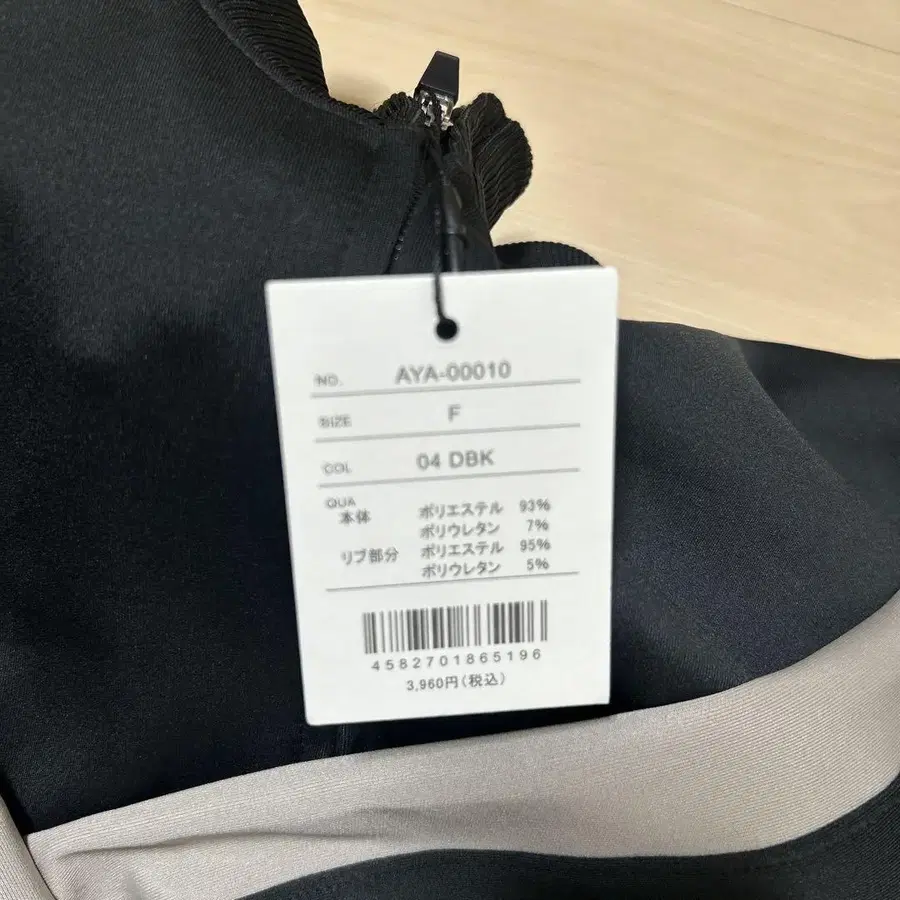 NO. AYA-00010
SIZE F
COL 04 DBK
QUA
本体 ポリエステル 93%
ポリウレタン 7%
リブ部分 ポリエステル 95%
ポリウレタン 5%
4582701865196
3,960円(税込)